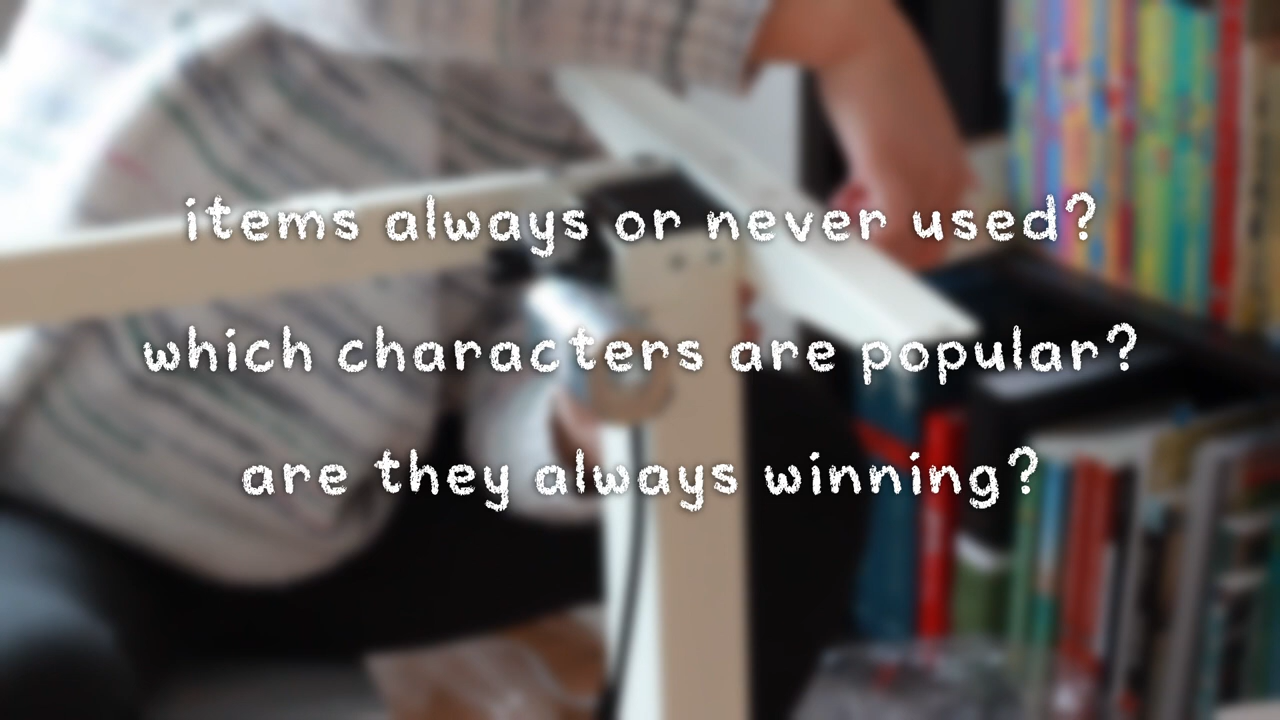 items always or never used?
which characters are popular?
are they always winning?